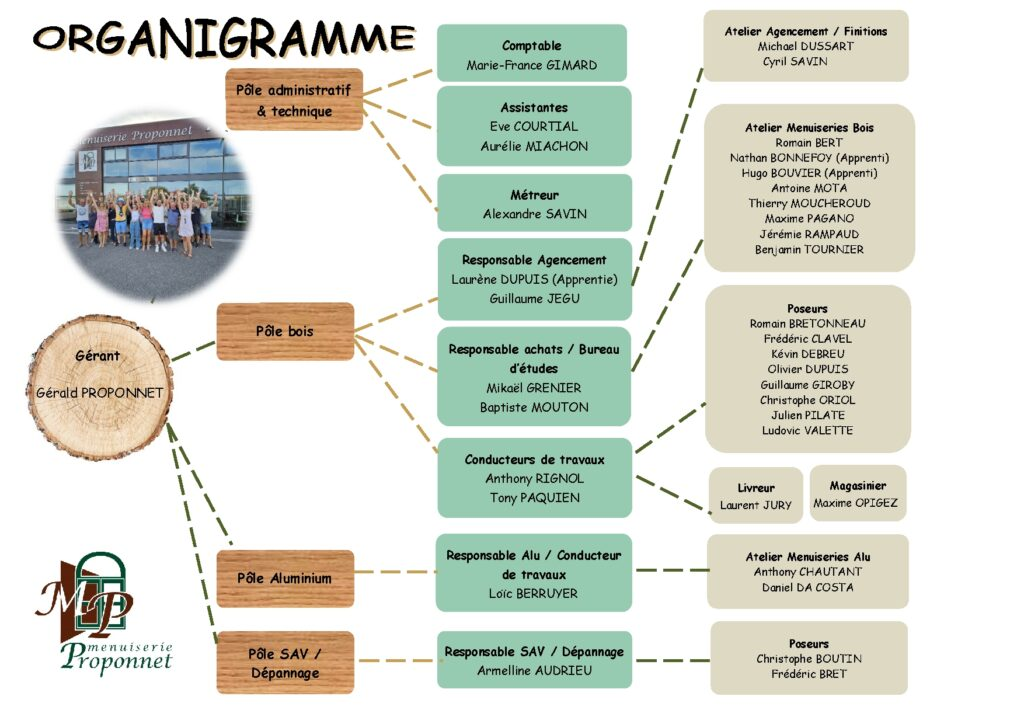 ORGANIGRAMME
Pôle administratif
& technique
Comptable
Marie-France GIMARD
Assistantes
Eve COURTIAL
Aurélie MIACHON
Métreur
Alexandre SAVIN
Menuiserie Proponnet
Gérant
Gérald PROPONNET
Pôle bois
Responsable Agencement
Laurène DUPUIS (Apprentie)
Guillaume JEGU
Responsable achats / Bureau
d'études
Mikaël GRENIER
Baptiste MOUTON
Conducteurs de travaux
Anthony RIGNOL
Tony PAQUIEN
Atelier Agencement / Finitions
Michael DUSSART
Cyril SAVIN
Atelier Menuiseries Bois
Romain BERT
Nathan BONNEFOY (Apprenti)
Hugo BOUVIER (Apprenti)
Antoine MOTA
Thierry MOUCHEROUD
Maxime PAGANO
Jérémie RAMPAUD
Benjamin TOURNIER
Poseurs
Romain BRETONNEAU
Frédéric CLAVEL
Kévin DEBREU
Olivier DUPUIS
Guillaume GIROBY
Christophe ORIOL
Julien PILATE
Ludovic VALETTE
Livreur
Laurent JURY
Magasinier
Maxime OPIGEZ
Pôle Aluminium
Responsable Alu / Conducteur
de travaux
Loïc BERRUYER
Atelier Menuiseries Alu
Anthony CHAUTANT
Daniel DA COSTA
Pôle SAV /
Dépannage
Responsable SAV / Dépannage
Armelline AUDRIEU
Poseurs
Christophe BOUTIN
Frédéric BRET
MP
menuiserie
Proponnet